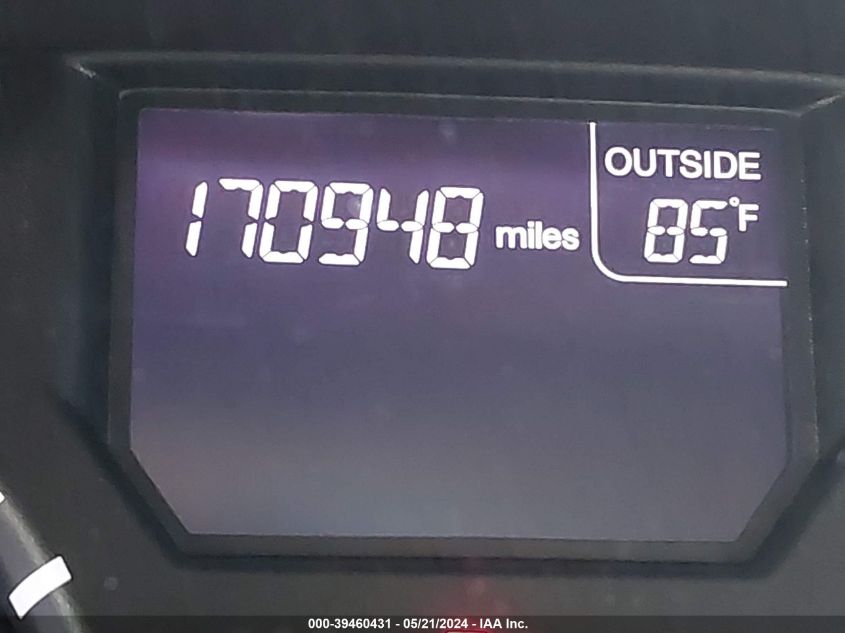 OUTSIDE
170948 miles
85°F
000-39460431 - 05/21/2024 - IAA Inc.